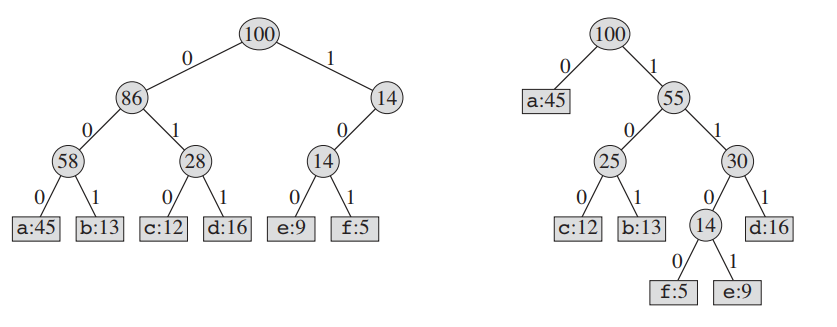 100 100
0 1 0 1
86 14 a:45 55
0 1 0 0 1
58 28 14 25 30
0 1 0 1 0 1 0 1 0 1
a:45 b:13 c:12 d:16 e:9 f:5 c:12 b:13 14 d:16
0 1
f:5 e:9